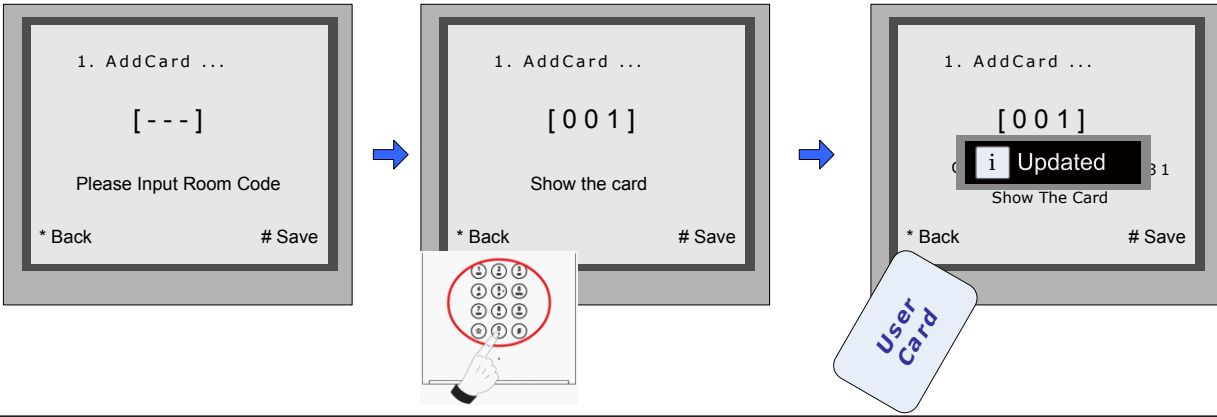 1. AddCard ...
[---]
Please Input Room Code
* Back # Save
1. AddCard ...
[001]
Show the card
* Back # Save
1. AddCard ...
[001]
i Updated
31
Show The Card
* Back # Save
User
Card